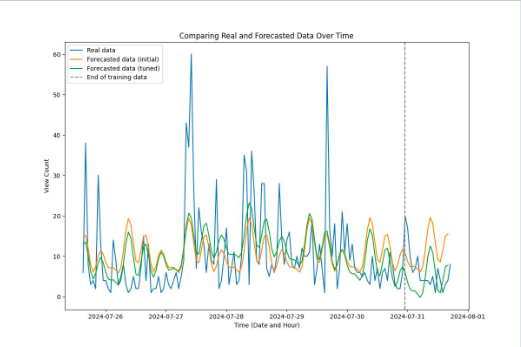 Comparing Real and Forecasted Data Over Time
Real data
Forecasted data (initial)
Forecasted data (tuned)
End of training data
60
50
40
30
20
10
0
View Count
2024-07-26
2024-07-27
2024-07-28
2024-07-29
2024-07-30
2024-07-31
2024-08-01
Time (Date and Hour)